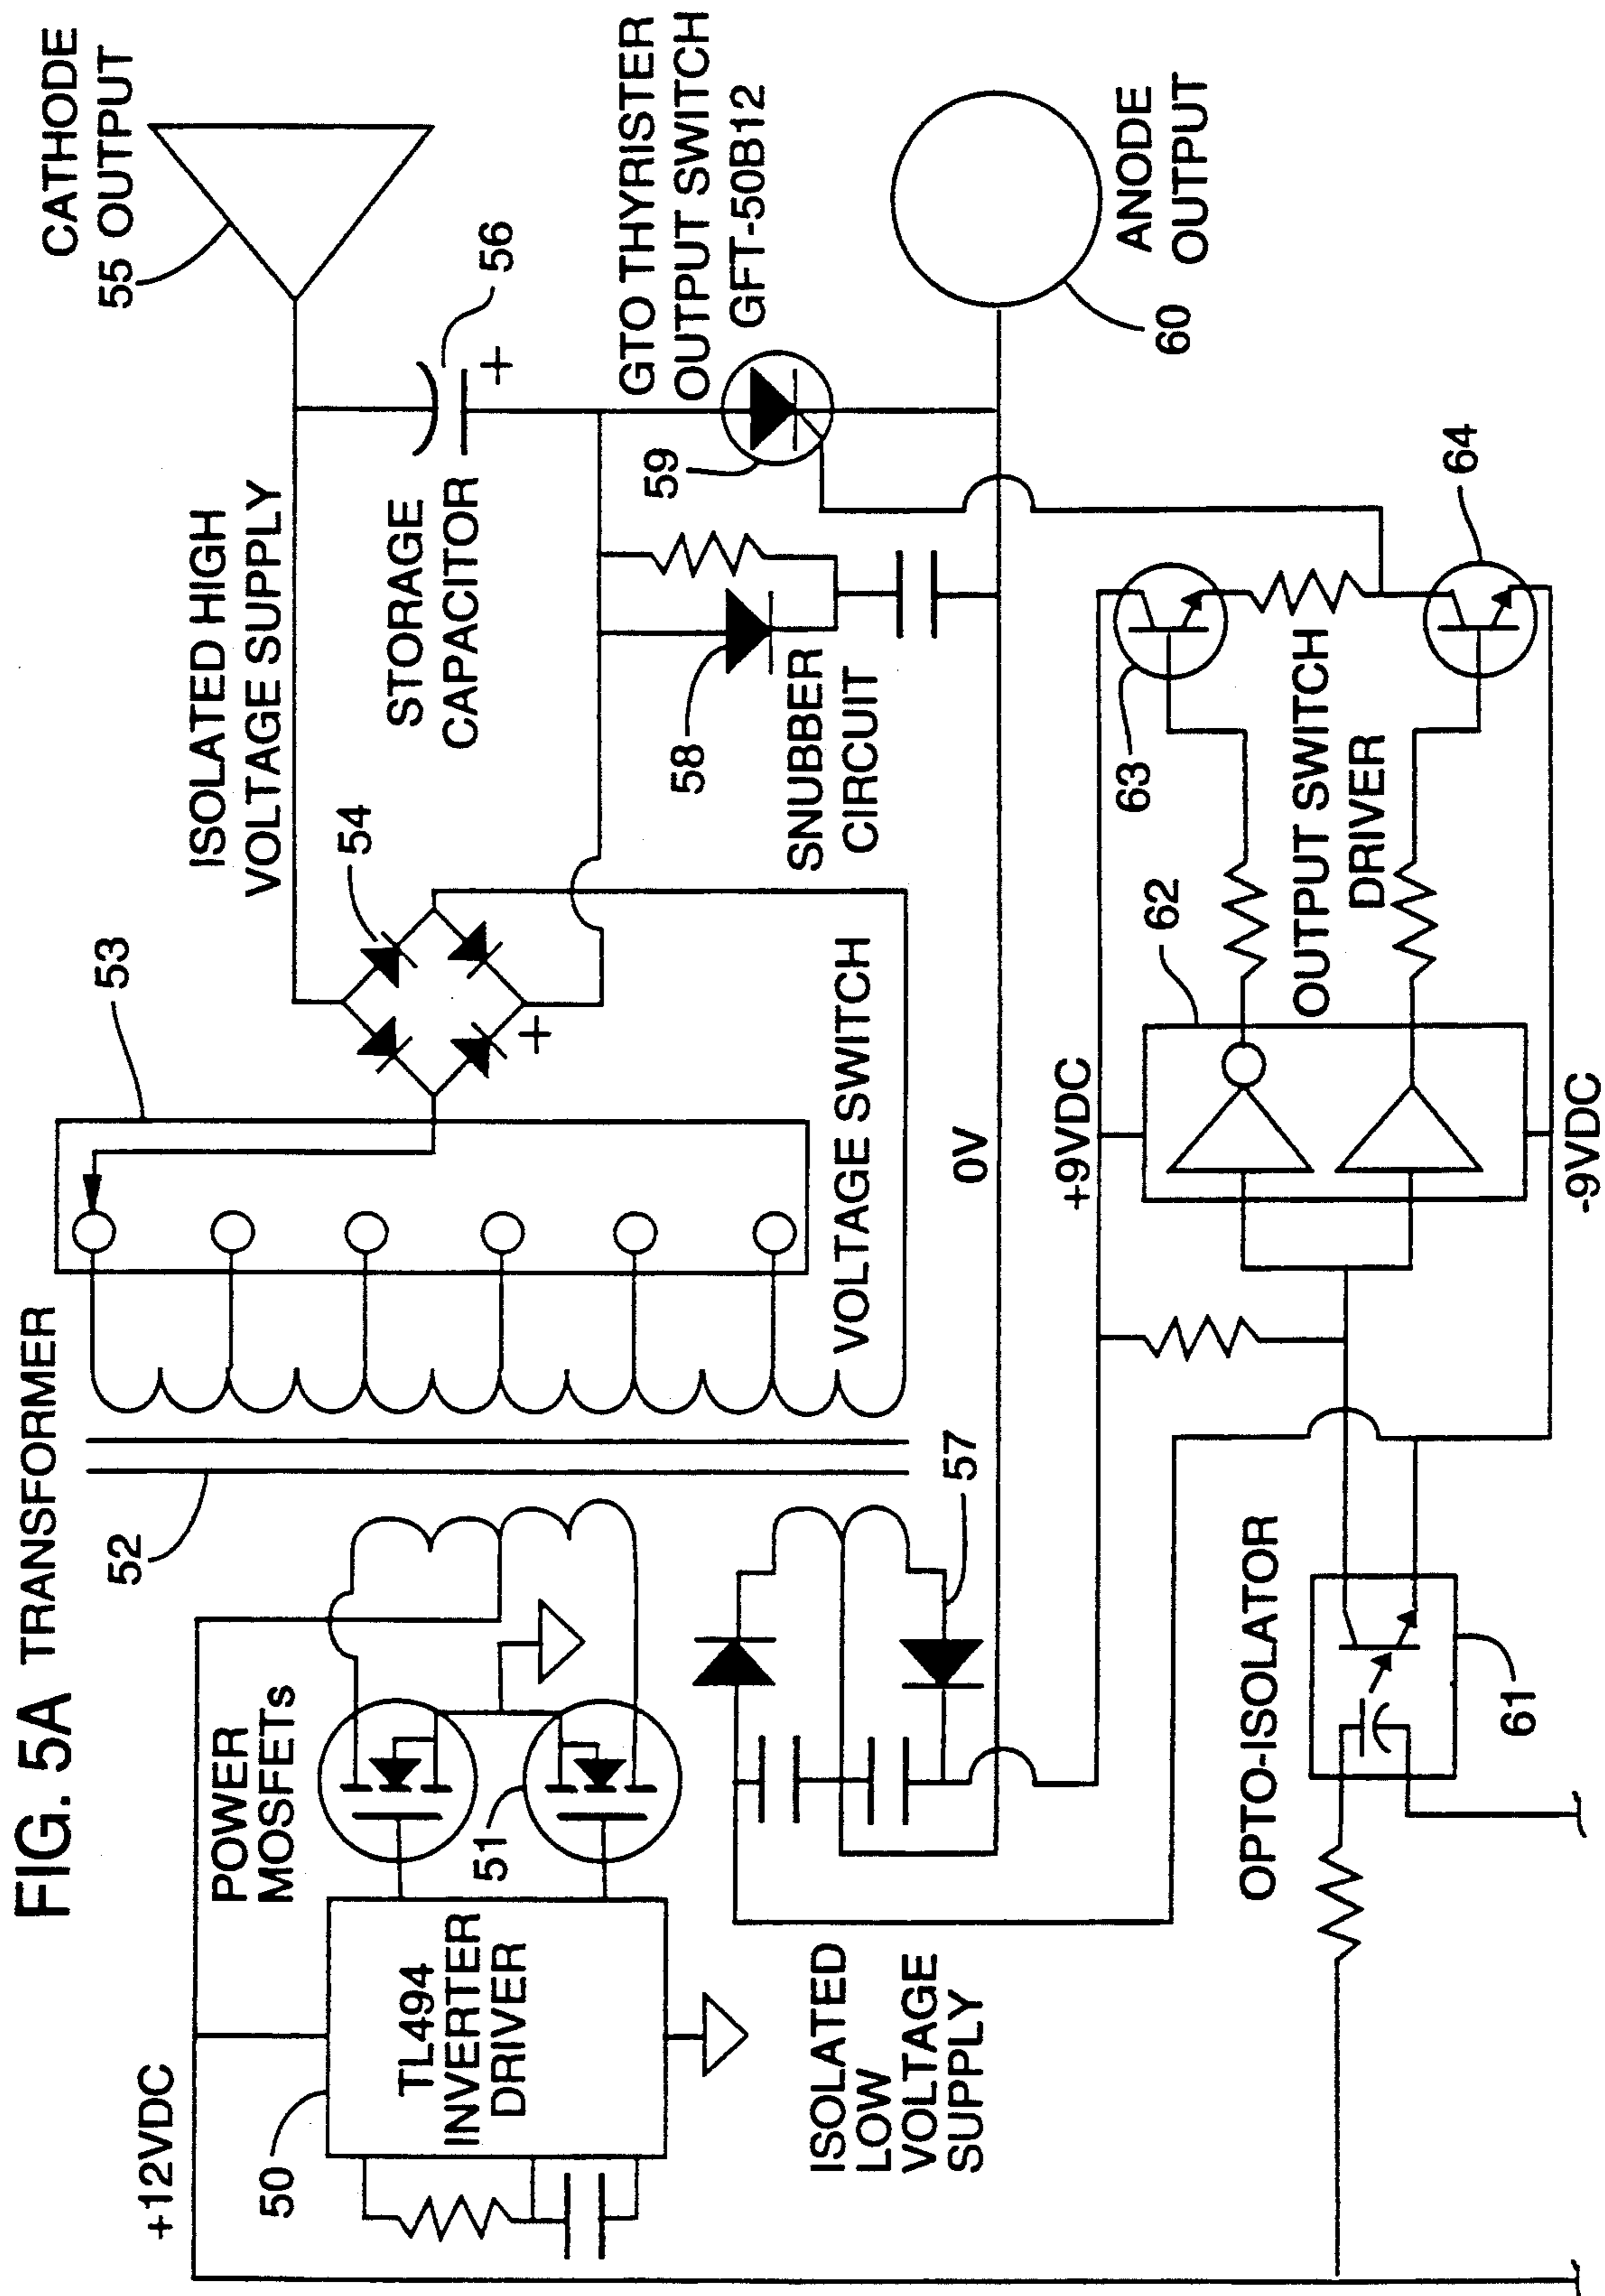 FIG. 5A
TRANSFORMER
52
53
CATHODE
55 OUTPUT
ISOLATED HIGH
VOLTAGE SUPPLY
54
56
+
STORAGE
CAPACITOR
+
GTO THYRISTER
OUTPUT SWITCH
GFT-50B12
59
58
SNUBBER
CIRCUIT
VOLTAGE SWITCH
60
ANODE
OUTPUT
+12VDC
POWER
MOSFETs
50
TL494
INVERTER
DRIVER
51
57
0V
ISOLATED
LOW
VOLTAGE
SUPPLY
+9VDC
62
63
64
OUTPUT SWITCH
DRIVER
-9VDC
OPTO-ISOLATOR
61